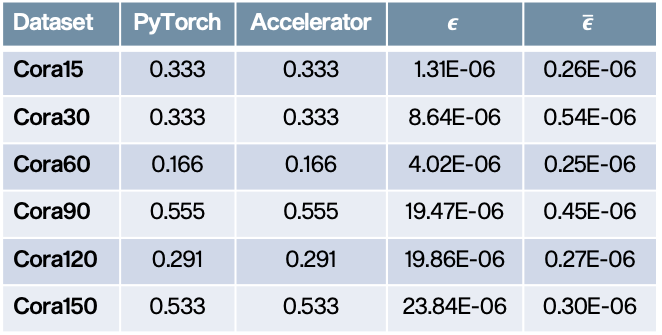 Dataset PyTorch Accelerator ϵ ϵ̅
Cora15 0.333 0.333 1.31E-06 0.26E-06
Cora30 0.333 0.333 8.64E-06 0.54E-06
Cora60 0.166 0.166 4.02E-06 0.25E-06
Cora90 0.555 0.555 19.47E-06 0.45E-06
Cora120 0.291 0.291 19.86E-06 0.27E-06
Cora150 0.533 0.533 23.84E-06 0.30E-06